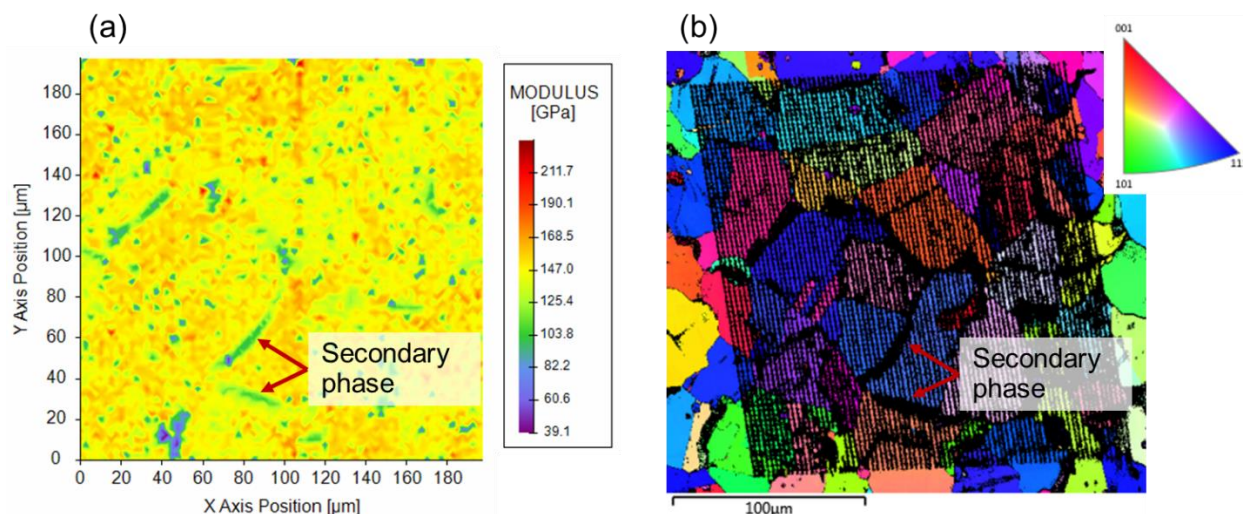 (a)
(b)
Y Axis Position [µm]
180
160
140
120
100
80
60
40
20
0
0 20 40 60 80 100 120 140 160 180
X Axis Position [µm]
Secondary
phase
MODULUS
[GPa]
211.7
190.1
168.5
147.0
125.4
103.8
82.2
60.6
39.1
Secondary
phase
100µm
001
101
11